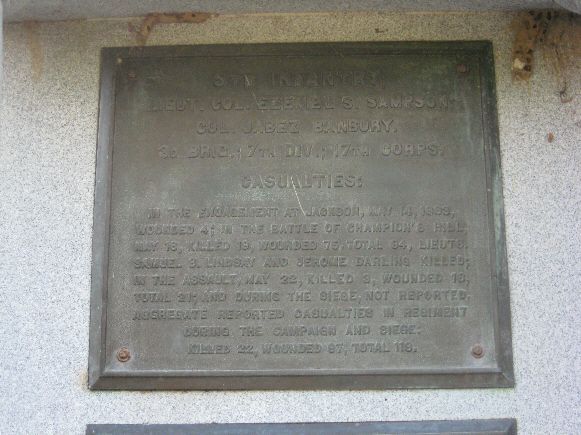 5TH INFANTRY,
LIEUT. COL. EZEKIEL S. SAMPSON
COL. JABEZ BANBURY.
3D BRIG., 7TH DIV., 17TH CORPS.
CASUALTIES:
IN THE ENGAGEMENT AT JACKSON, MAY 14, 1863,
WOUNDED 4; IN THE BATTLE OF CHAMPION'S HILL,
MAY 16, KILLED 19, WOUNDED 75, TOTAL 94, LIEUTS.
SAMUEL B. LINDSAY AND JEROME DARLING KILLED;
IN THE ASSAULT, MAY 22, KILLED 3, WOUNDED 18,
TOTAL 21; AND DURING THE SIEGE, NOT REPORTED.
AGGREGATE REPORTED CASUALTIES IN REGIMENT
DURING THE CAMPAIGN AND SIEGE:
KILLED 22, WOUNDED 97, TOTAL 119.